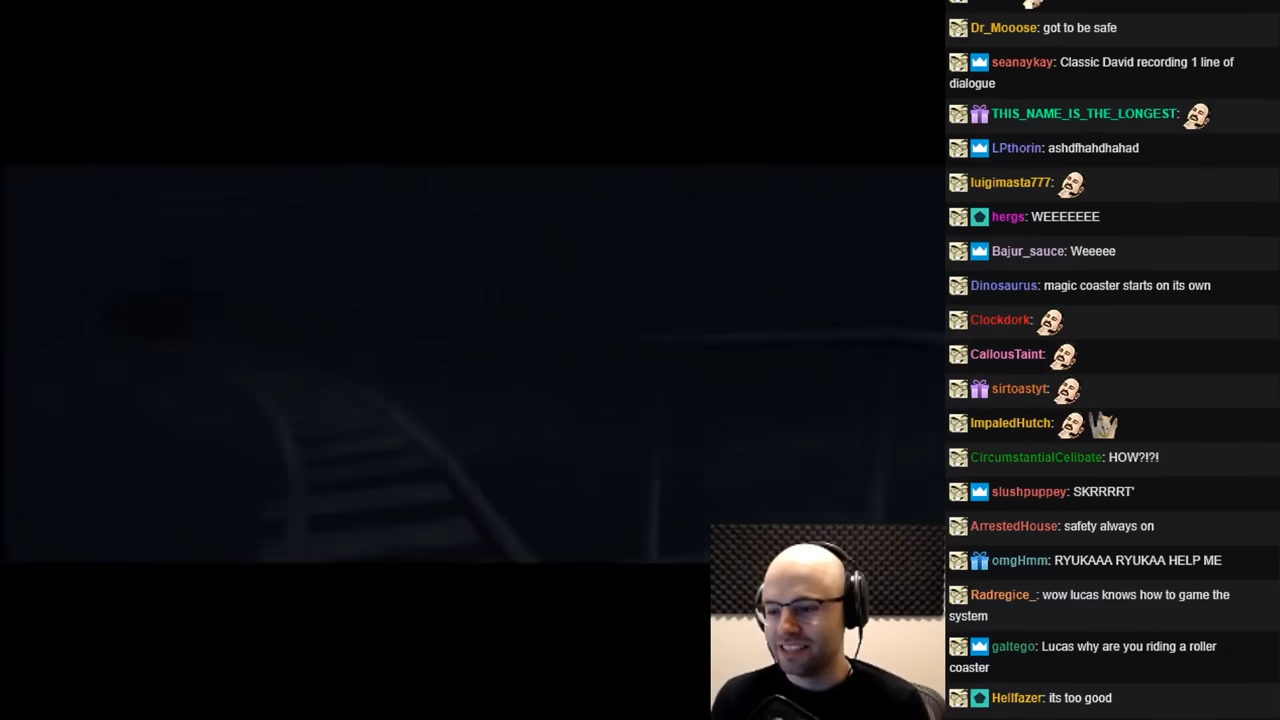 Dr_Mooose: got to be safe
seanaykay: Classic David recording 1 line of
dialogue
THIS_NAME_IS_THE_LONGEST:
LPthorin: ashdfhahdhahad
luigimasta777:
hergs: WEEEEEEE
Bajur_sauce: Weeeee
Dinosaurus: magic coaster starts on its own
Clockdork:
CallousTaint:
sirtoastyt:
ImpaledHutch:
CircumstantialCelibate: HOW?!?!
slushpuppey: SKRRRRT'
ArrestedHouse: safety always on
omgHmm: RYUKAAA RYUKAA HELP ME
Radregice_: wow lucas knows how to game the
system
galtego: Lucas why are you riding a roller
coaster
Hellfazer: its too good